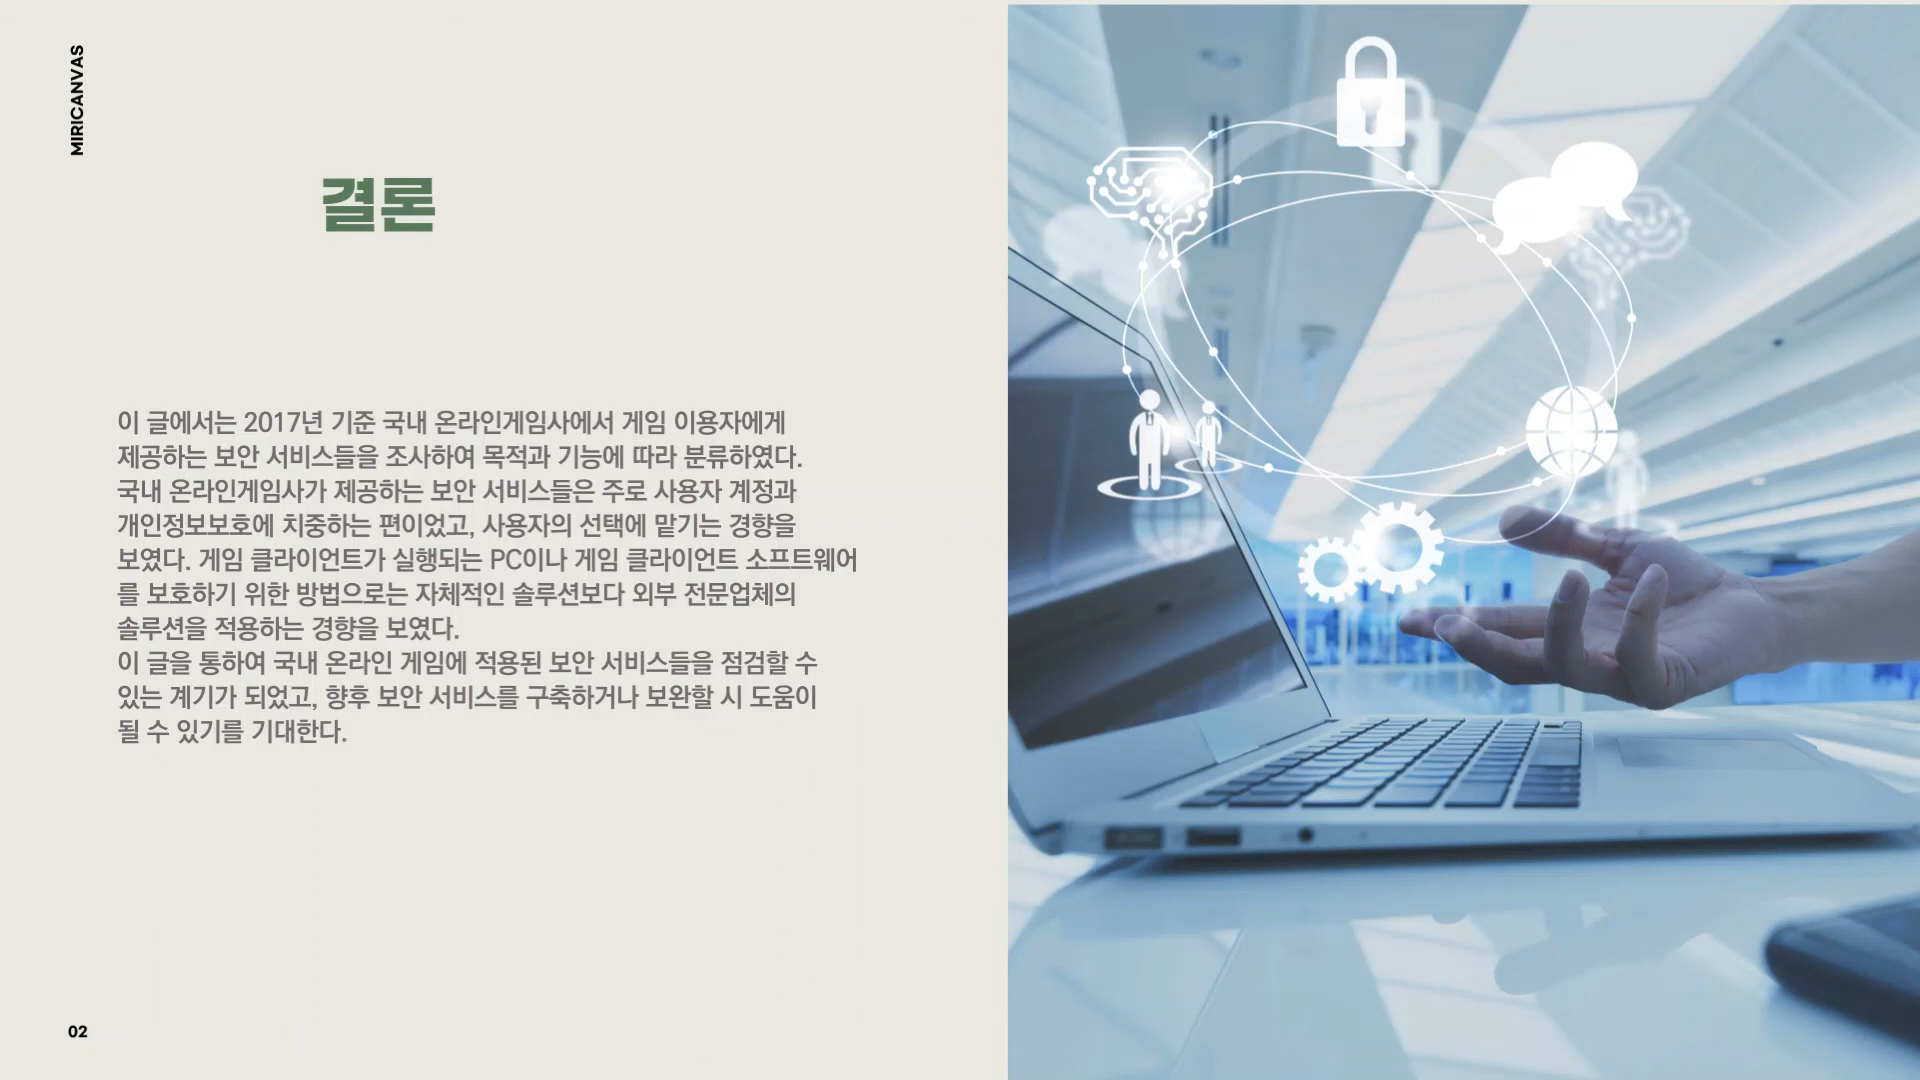 MIRICANVAS
결론
이 글에서는 2017년 기준 국내 온라인게임사에서 게임 이용자에게
제공하는 보안 서비스들을 조사하여 목적과 기능에 따라 분류하였다.
국내 온라인게임사가 제공하는 보안 서비스들은 주로 사용자 계정과
개인정보보호에 치중하는 편이었고, 사용자의 선택에 맡기는 경향을
보였다. 게임 클라이언트가 실행되는 PC이나 게임 클라이언트 소프트웨어
를 보호하기 위한 방법으로는 자체적인 솔루션보다 외부 전문업체의
솔루션을 적용하는 경향을 보였다.
이 글을 통하여 국내 온라인 게임에 적용된 보안 서비스들을 점검할 수
있는 계기가 되었고, 향후 보안 서비스를 구축하거나 보완할 시 도움이
될 수 있기를 기대한다.
02